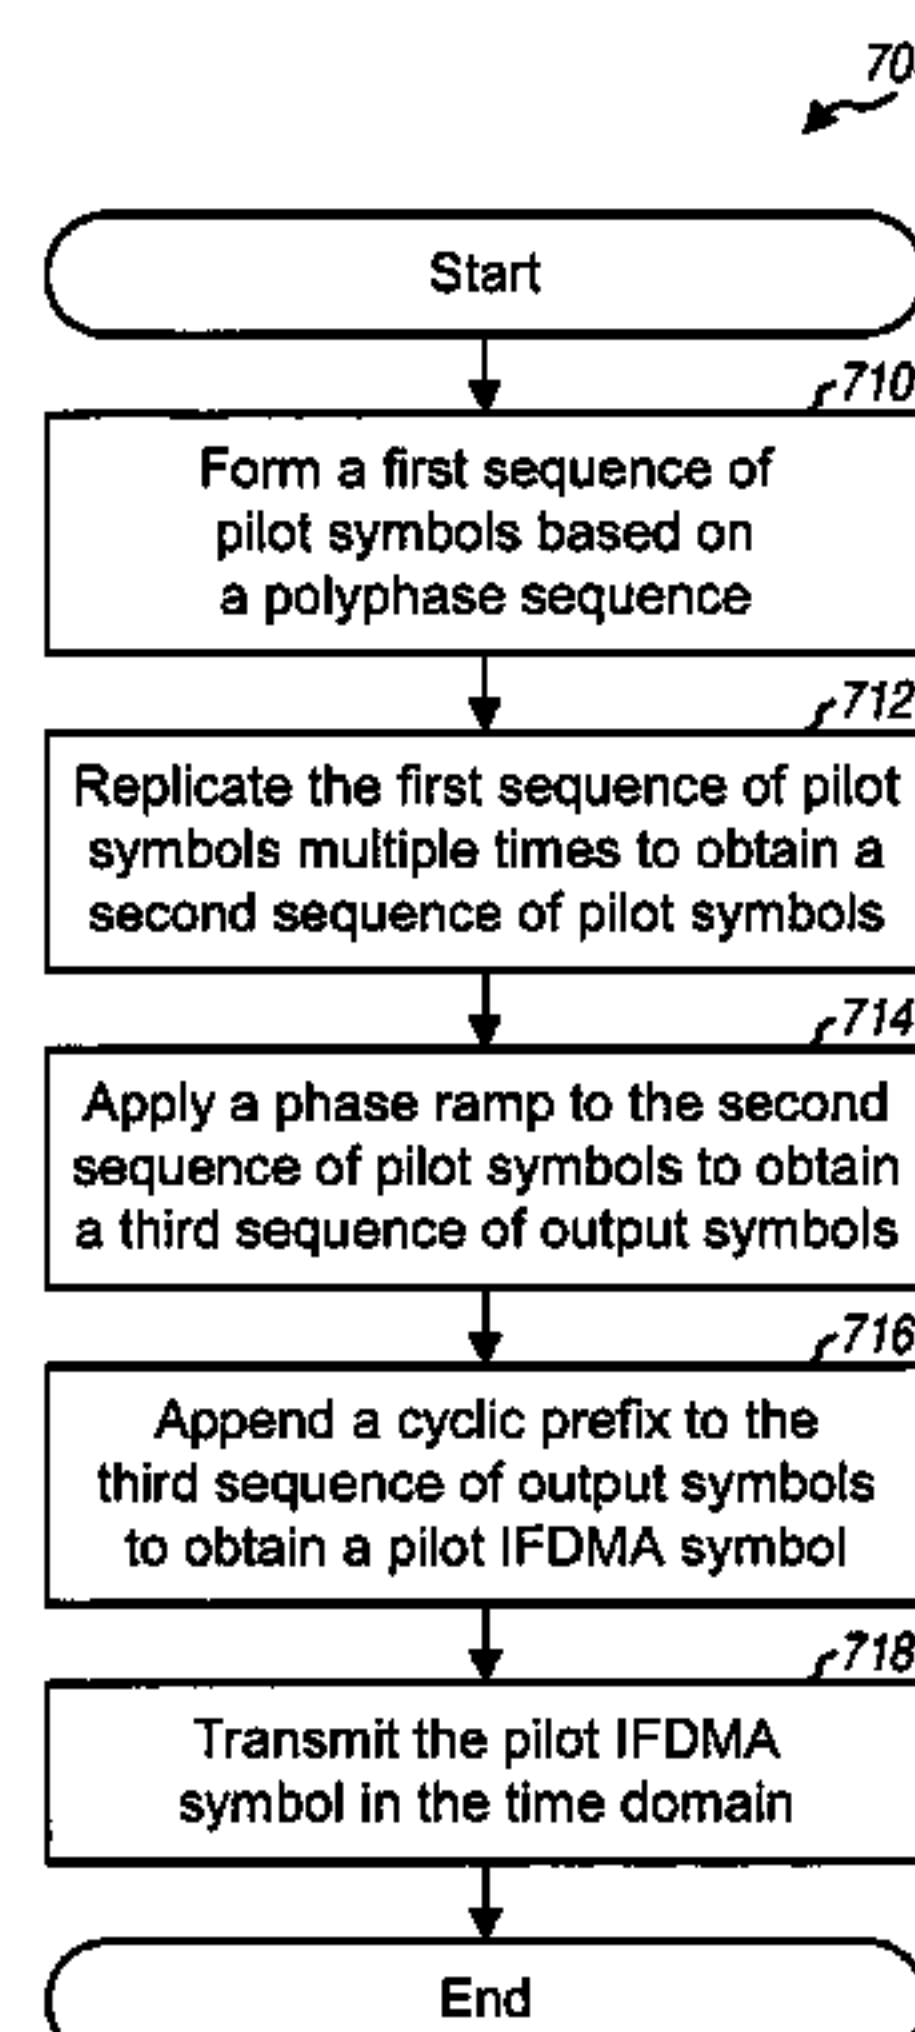 70
Start
710
Form a first sequence of
pilot symbols based on
a polyphase sequence
712
Replicate the first sequence of pilot
symbols multiple times to obtain a
second sequence of pilot symbols
714
Apply a phase ramp to the second
sequence of pilot symbols to obtain
a third sequence of output symbols
716
Append a cyclic prefix to the
third sequence of output symbols
to obtain a pilot IFDMA symbol
718
Transmit the pilot IFDMA
symbol in the time domain
End